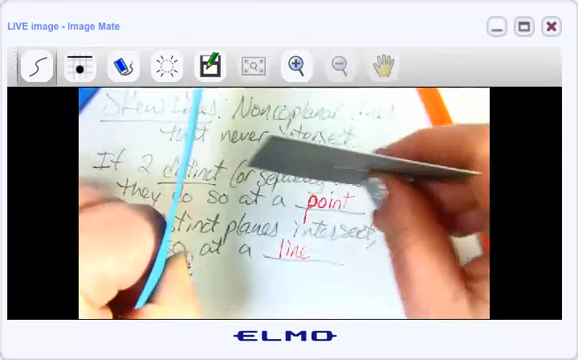 LIVE image - Image Mate
Skew Lines: Noncoplanar
that never intersect
If 2 distinct (or separate
they do so at a point
distinct planes intersect,
so at a line
ELMO